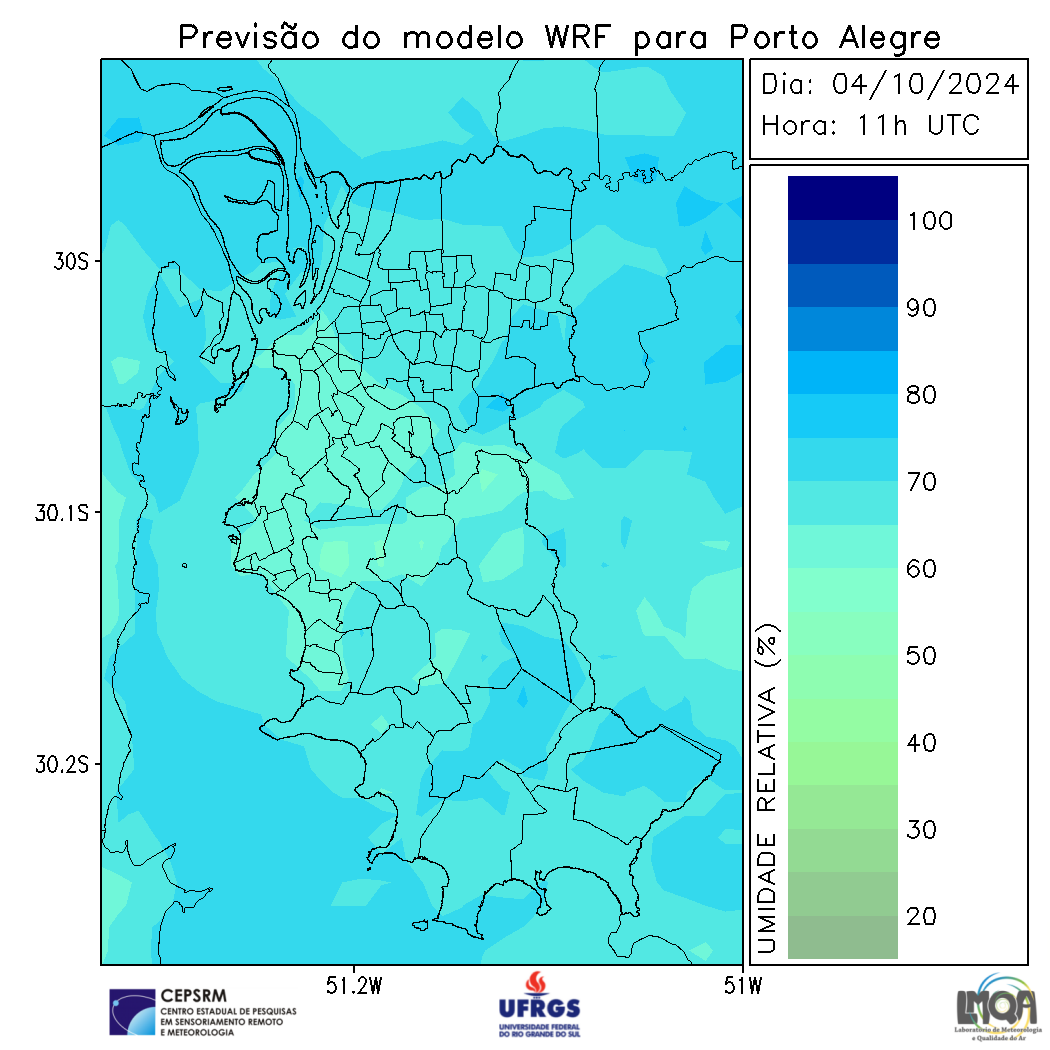 Previsão do modelo WRF para Porto Alegre
Dia: 04/10/2024
Hora: 11h UTC
100
90
80
70
60
50
40
30
20
UMIDADE RELATIVA (%)
30S
30.1S
30.2S
51.2W
51W
CEPSRM
CENTRO ESTADUAL DE PESQUISAS
EM SENSORIAMENTO REMOTO
E METEOROLOGIA
UFRGS
UNIVERSIDADE FEDERAL
DO RIO GRANDE DO SUL
LMQA
Laboratório de Meteorologia
e Qualidade do Ar